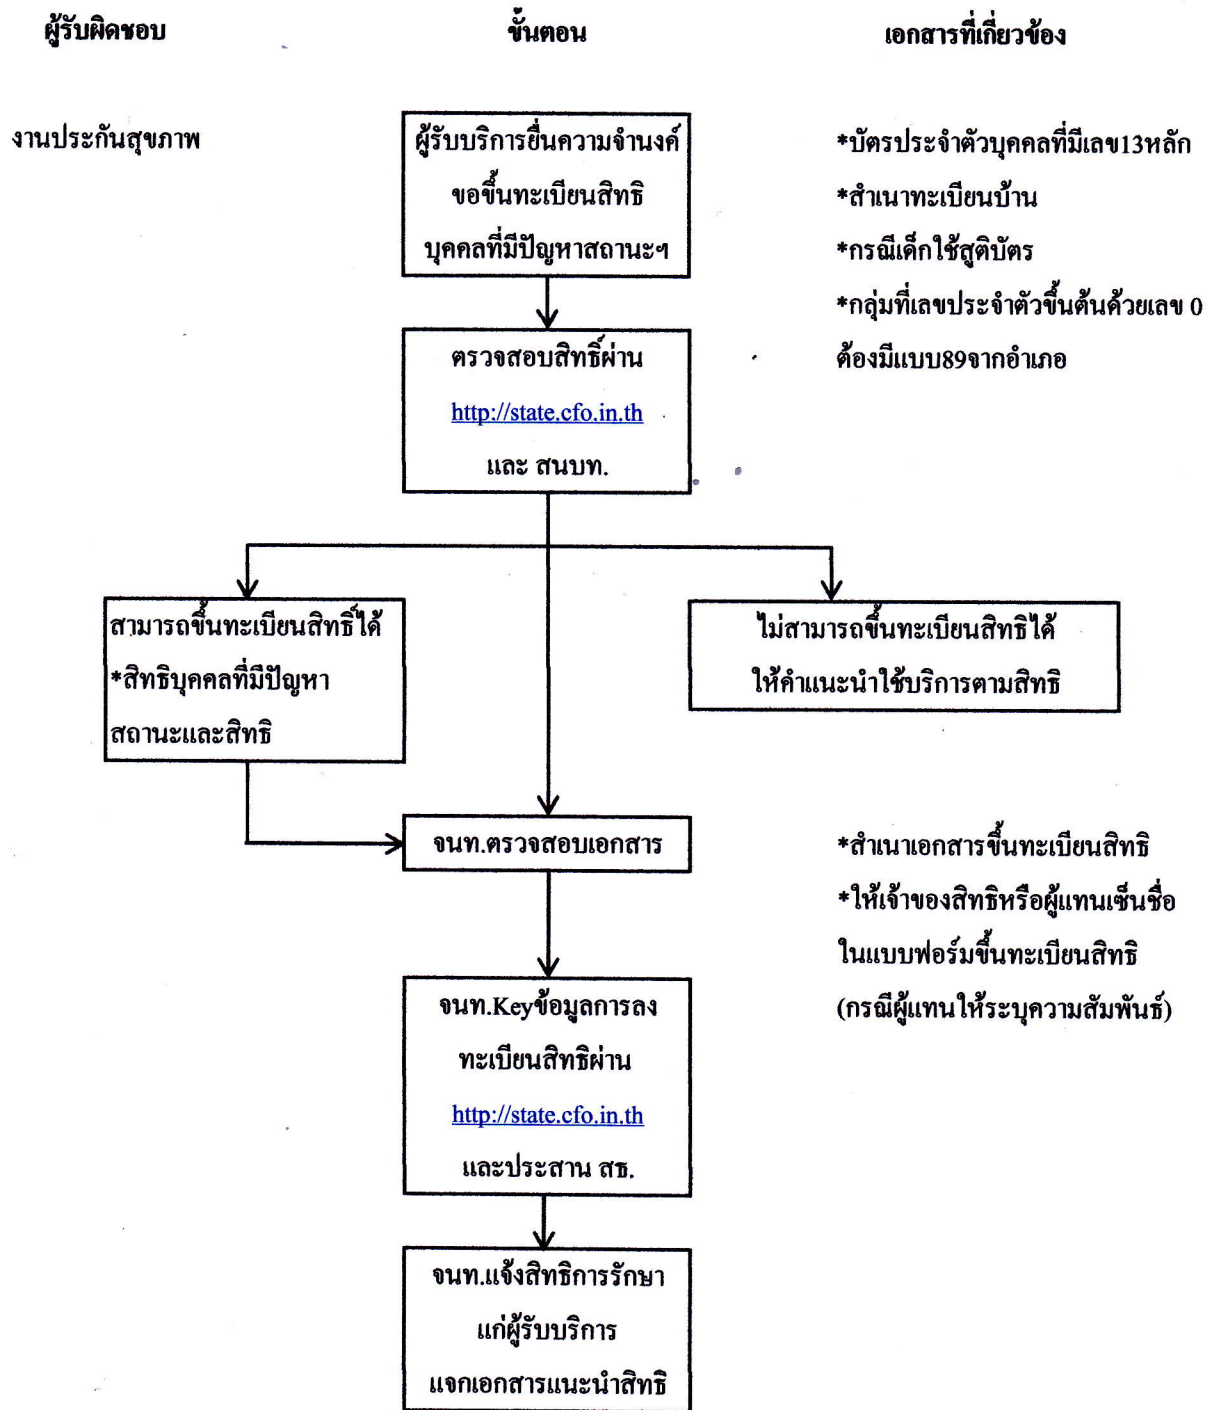 ผู้รับผิดชอบ
ขั้นตอน
เอกสารที่เกี่ยวข้อง
งานประกันสุขภาพ
ผู้รับบริการยื่นความจำนงค์
ขอขึ้นทะเบียนสิทธิ
บุคคลที่มีปัญหาสถานะฯ
*บัตรประจำตัวบุคคลที่มีเลข13หลัก
*สำเนาทะเบียนบ้าน
*กรณีเด็กใช้สูติบัตร
*กลุ่มที่เลขประจำตัวขึ้นต้นด้วยเลข 0
ต้องมีแบบ89จากอำเภอ
ตรวจสอบสิทธิ์ผ่าน
http://state.cfo.in.th
และ สนบท.
สามารถขึ้นทะเบียนสิทธิ์ได้
*สิทธิบุคคลที่มีปัญหา
สถานะและสิทธิ
ไม่สามารถขึ้นทะเบียนสิทธิได้
ให้คำแนะนำใช้บริการตามสิทธิ
จนท.ตรวจสอบเอกสาร
*สำเนาเอกสารขึ้นทะเบียนสิทธิ
*ให้เจ้าของสิทธิหรือผู้แทนเซ็นชื่อ
ในแบบฟอร์มขึ้นทะเบียนสิทธิ
(กรณีผู้แทนให้ระบุความสัมพันธ์)
จนท.Keyข้อมูลการลง
ทะเบียนสิทธิผ่าน
http://state.cfo.in.th
และประสาน สธ.
จนท.แจ้งสิทธิการรักษา
แก่ผู้รับบริการ
แจกเอกสารแนะนำสิทธิ